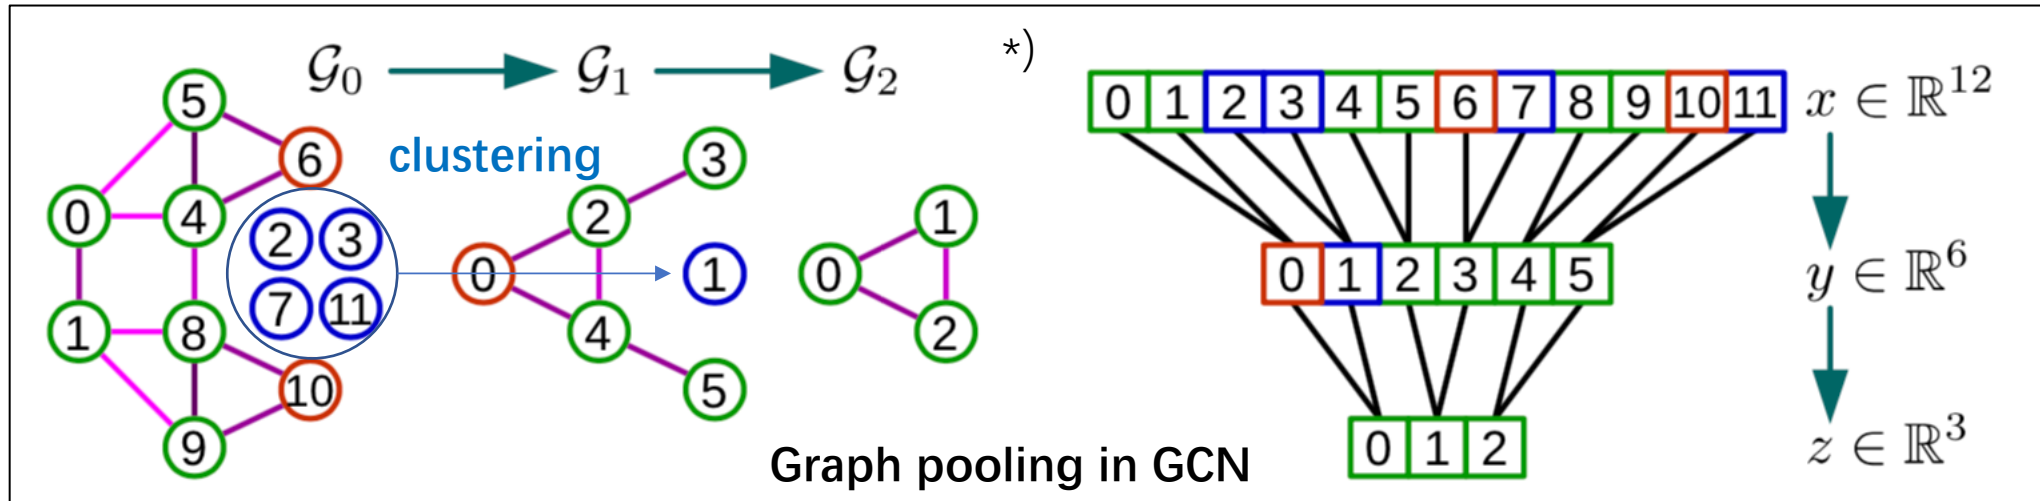 𝒢₀ → 𝒢₁ → 𝒢₂
*)
clustering
5
6
0 4
2 3
7 11
1 8
10
9
3
2
0 1
4
5
1
0
2
0 1 2 3 4 5 6 7 8 9 10 11 x ∈ ℝ¹²
0 1 2 3 4 5 y ∈ ℝ⁶
0 1 2 z ∈ ℝ³
Graph pooling in GCN